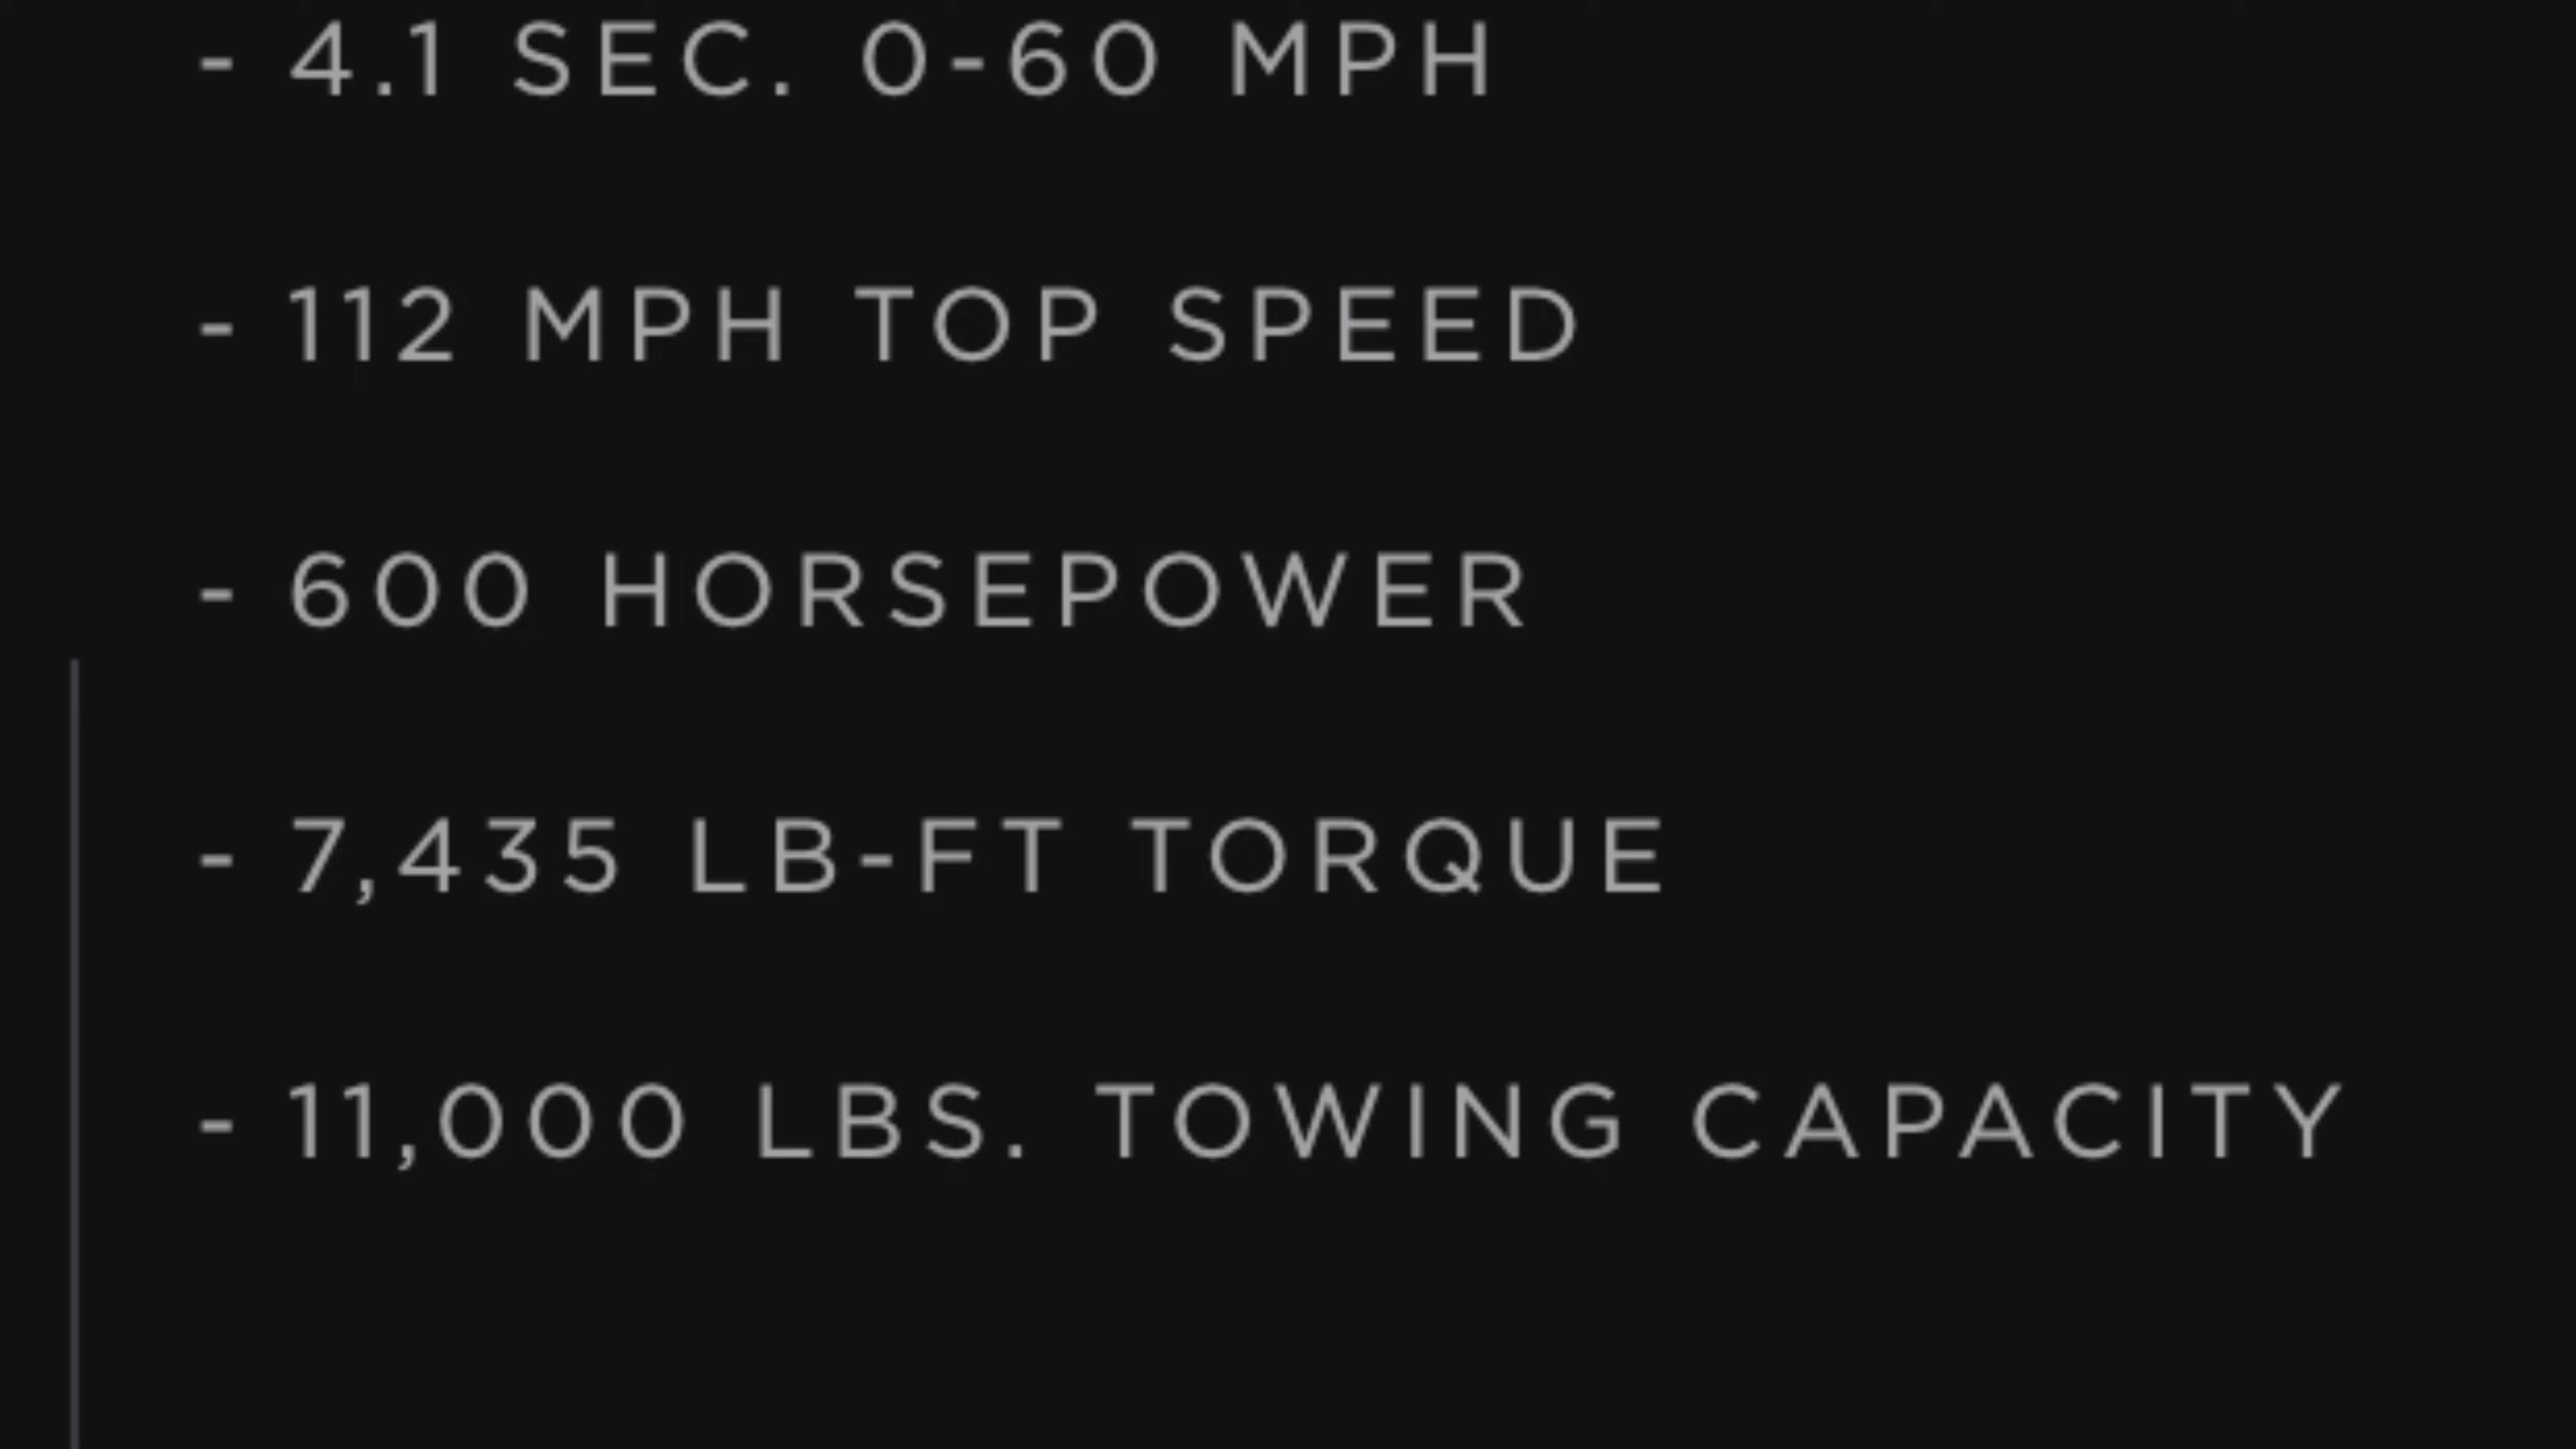 - 4.1 SEC. 0-60 MPH
- 112 MPH TOP SPEED
- 600 HORSEPOWER
- 7,435 LB-FT TORQUE
- 11,000 LBS. TOWING CAPACITY